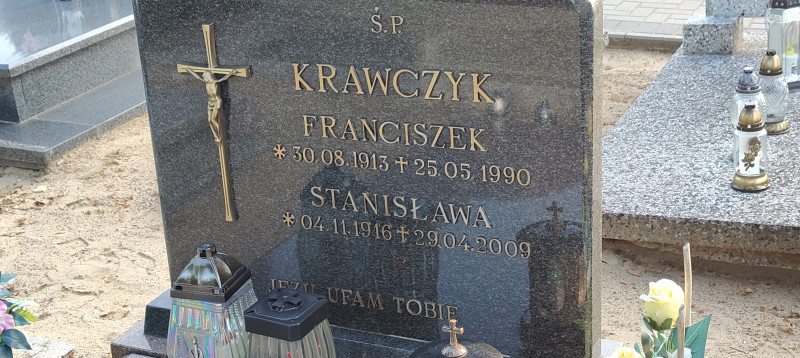 Ś.P.
KRAWCZYK
FRANCISZEK
* 30.08.1913 ✝ 25.05.1990
STANISŁAWA
* 04.11.1916 ✝ 29.04.2009
JEZU UFAM TOBIE